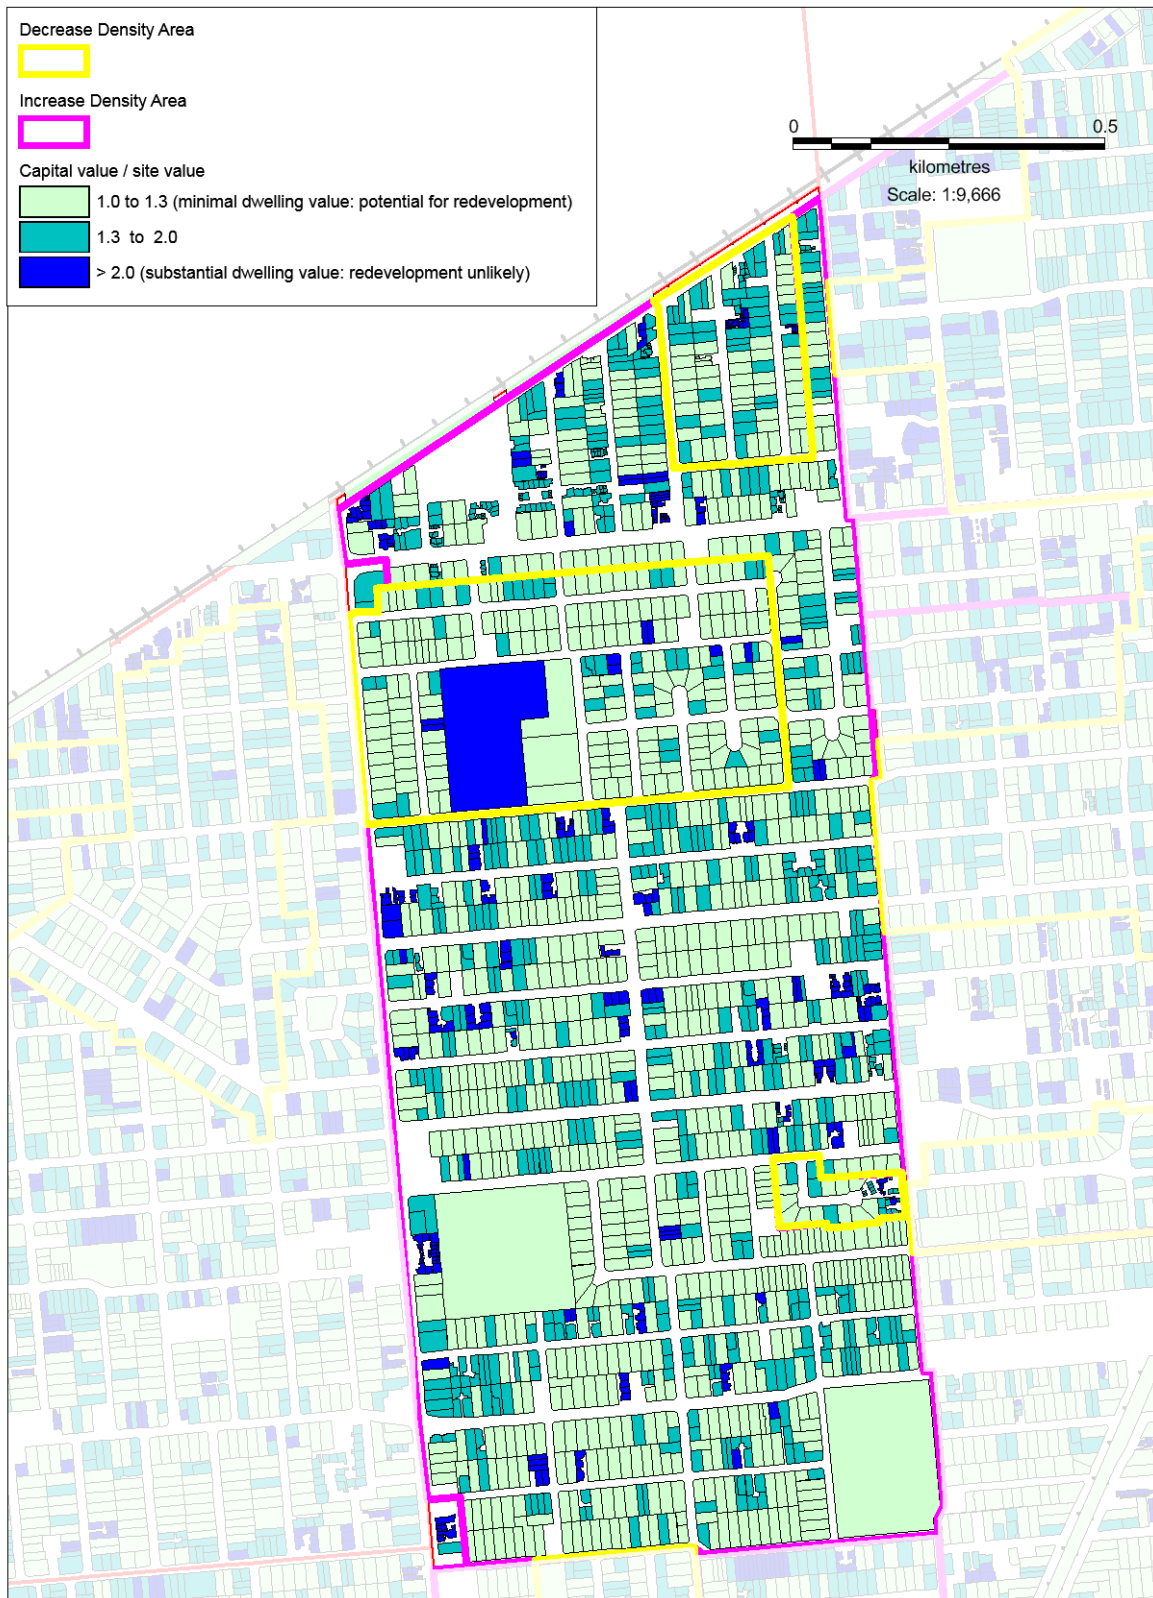 Decrease Density Area
Increase Density Area
Capital value / site value
1.0 to 1.3 (minimal dwelling value: potential for redevelopment)
1.3 to 2.0
> 2.0 (substantial dwelling value: redevelopment unlikely)
0 0.5
kilometres
Scale: 1:9,666